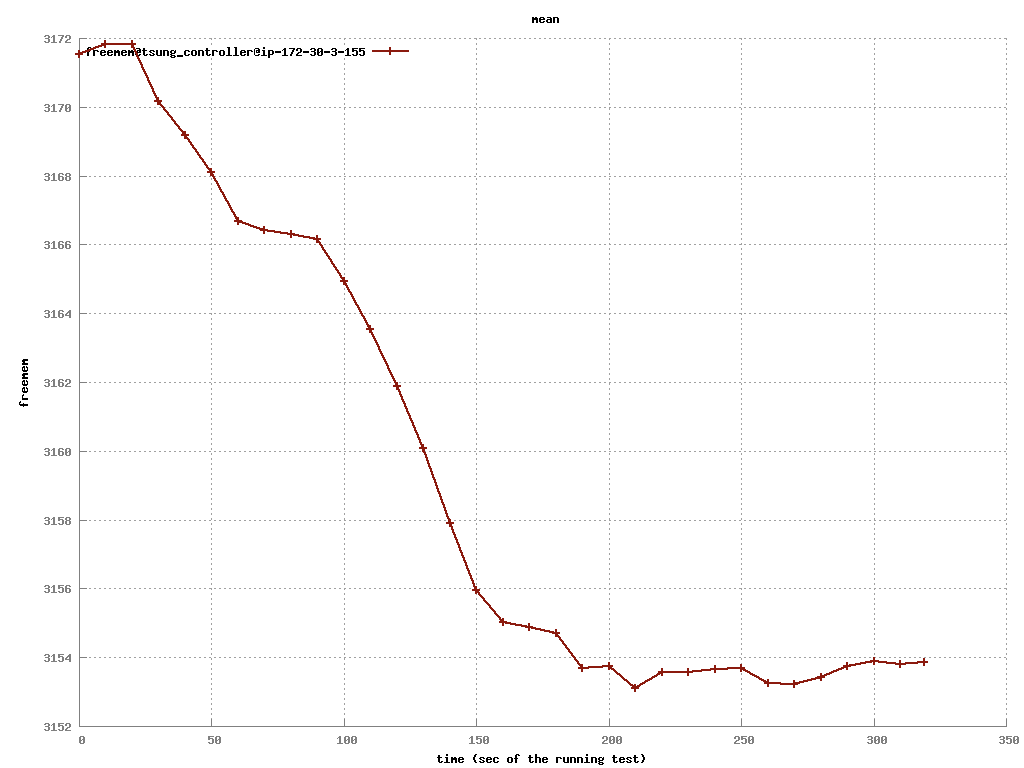 mean
3172
freemem@tsung_controller@ip-172-30-3-155
3170
3168
3166
3164
3162
3160
3158
3156
3154
3152
freemem
0 50 100 150 200 250 300 350
time (sec of the running test)